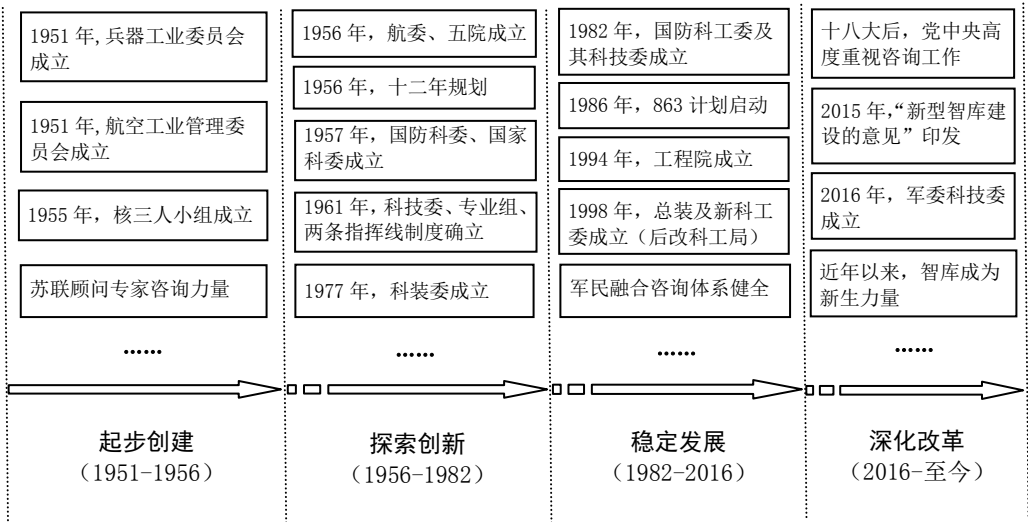 1951 年,兵器工业委员会
成立
1951 年,航空工业管理委
员会成立
1955 年，核三人小组成立
苏联顾问专家咨询力量
……
起步创建
（1951-1956）
1956 年，航委、五院成立
1956 年，十二年规划
1957 年，国防科委、国家
科委成立
1961 年，科技委、专业组、
两条指挥线制度确立
1977 年，科装委成立
……
探索创新
（1956-1982）
1982 年，国防科工委及
其科技委成立
1986 年，863 计划启动
1994 年，工程院成立
1998 年，总装及新科工
委成立（后改科工局）
军民融合咨询体系健全
……
稳定发展
（1982-2016）
十八大后，党中央高
度重视咨询工作
2015 年，“新型智库建
设的意见”印发
2016 年，军委科技委
成立
近年以来，智库成为
新生力量
……
深化改革
（2016-至今）